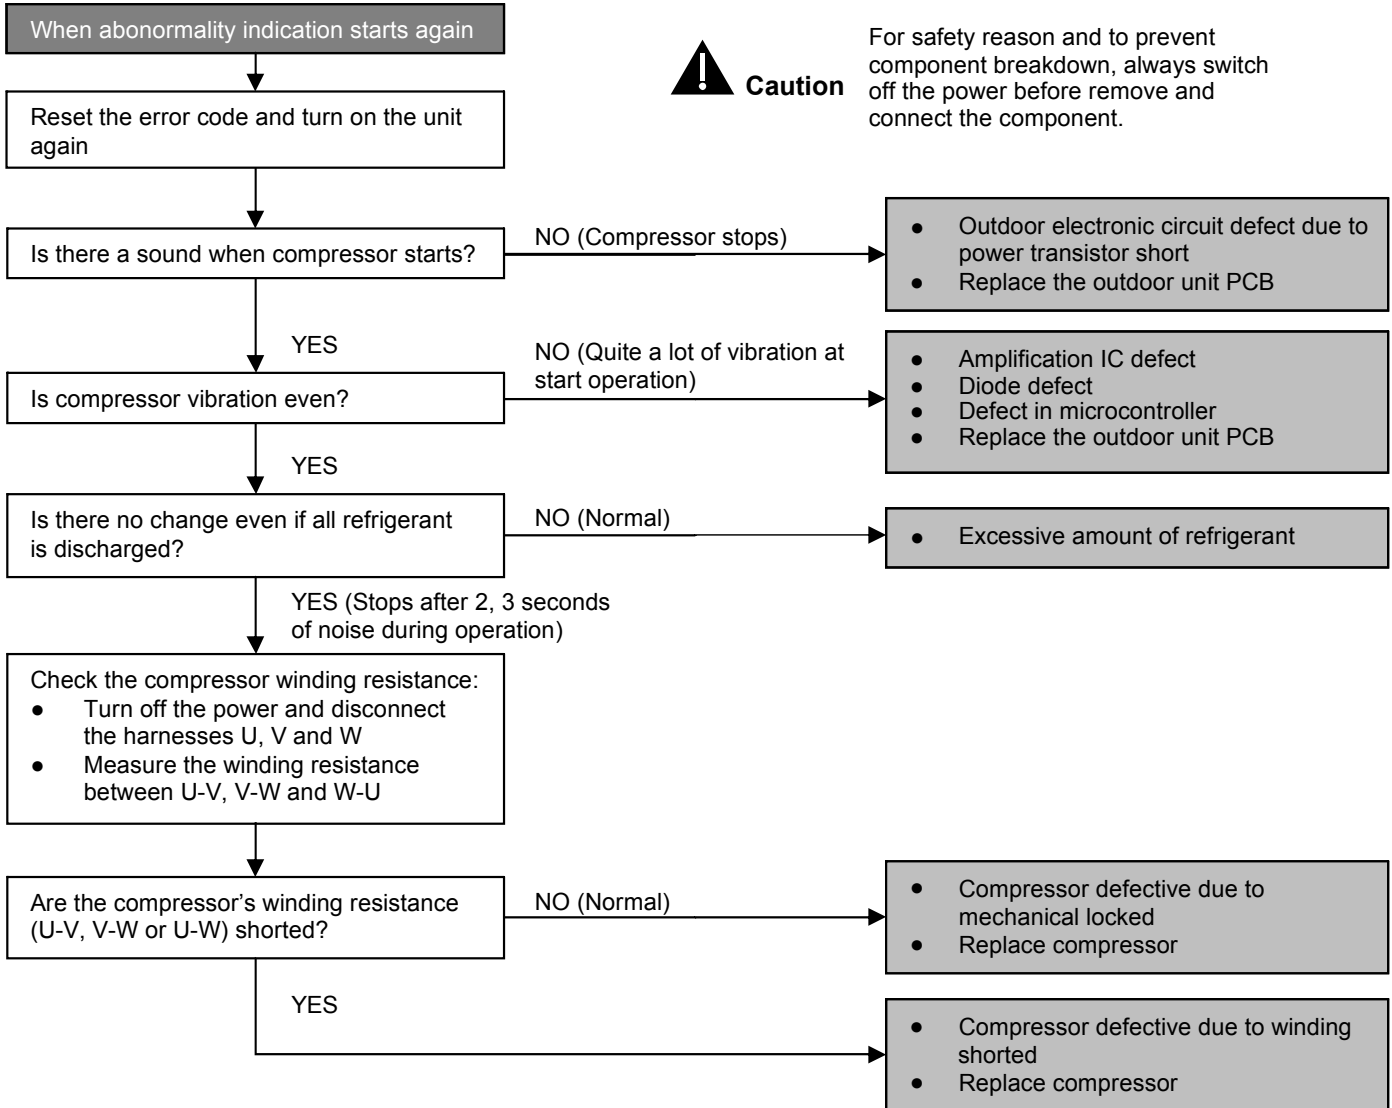 When abonormality indication starts again
Caution
For safety reason and to prevent
component breakdown, always switch
off the power before remove and
connect the component.
Reset the error code and turn on the unit
again
Is there a sound when compressor starts?
NO (Compressor stops)
● Outdoor electronic circuit defect due to
power transistor short
● Replace the outdoor unit PCB
YES
Is compressor vibration even?
NO (Quite a lot of vibration at
start operation)
● Amplification IC defect
● Diode defect
● Defect in microcontroller
● Replace the outdoor unit PCB
YES
Is there no change even if all refrigerant
is discharged?
NO (Normal)
● Excessive amount of refrigerant
YES (Stops after 2, 3 seconds
of noise during operation)
Check the compressor winding resistance:
● Turn off the power and disconnect
the harnesses U, V and W
● Measure the winding resistance
between U-V, V-W and W-U
Are the compressor’s winding resistance
(U-V, V-W or U-W) shorted?
NO (Normal)
● Compressor defective due to
mechanical locked
● Replace compressor
YES
● Compressor defective due to winding
shorted
● Replace compressor